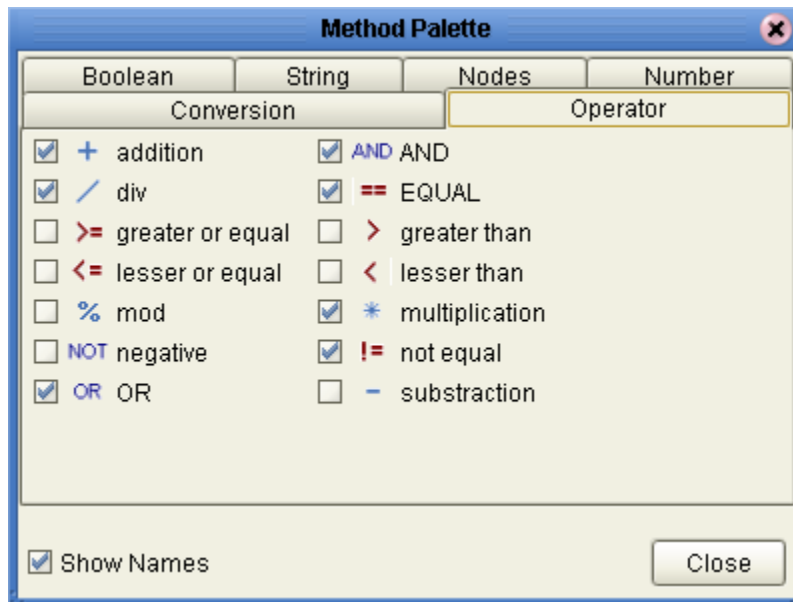 Method Palette
Boolean String Nodes Number
Conversion Operator
+ addition AND AND
/ div == EQUAL
>= greater or equal > greater than
<= lesser or equal < lesser than
% mod * multiplication
NOT negative != not equal
OR OR - substraction
Show Names Close